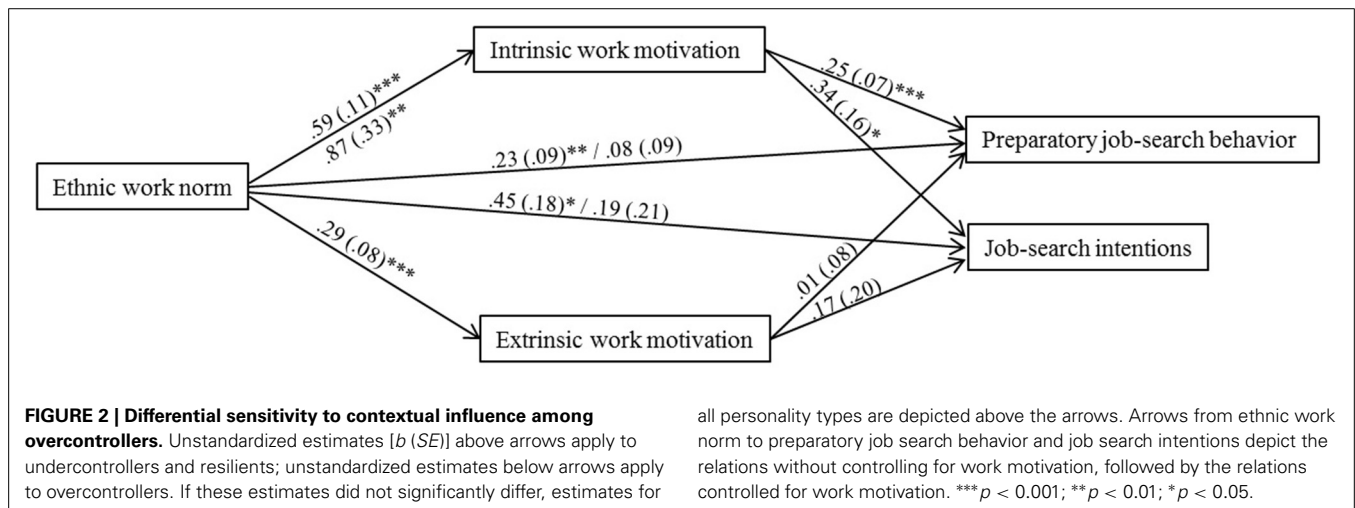 Intrinsic work motivation
.59 (.11)***
.87 (.33)**
.25 (.07)***
.34 (.16)*
Preparatory job-search behavior
.23 (.09)** / .08 (.09)
Ethnic work norm
.45 (.18)* / .19 (.21)
Job-search intentions
.29 (.08)***
.01 (.08)
.17 (.20)
Extrinsic work motivation
FIGURE 2 | Differential sensitivity to contextual influence among
overcontrollers. Unstandardized estimates [b (SE)] above arrows apply to
undercontrollers and resilients; unstandardized estimates below arrows apply
to overcontrollers. If these estimates did not significantly differ, estimates for
all personality types are depicted above the arrows. Arrows from ethnic work
norm to preparatory job search behavior and job search intentions depict the
relations without controlling for work motivation, followed by the relations
controlled for work motivation. ***p < 0.001; **p < 0.01; *p < 0.05.